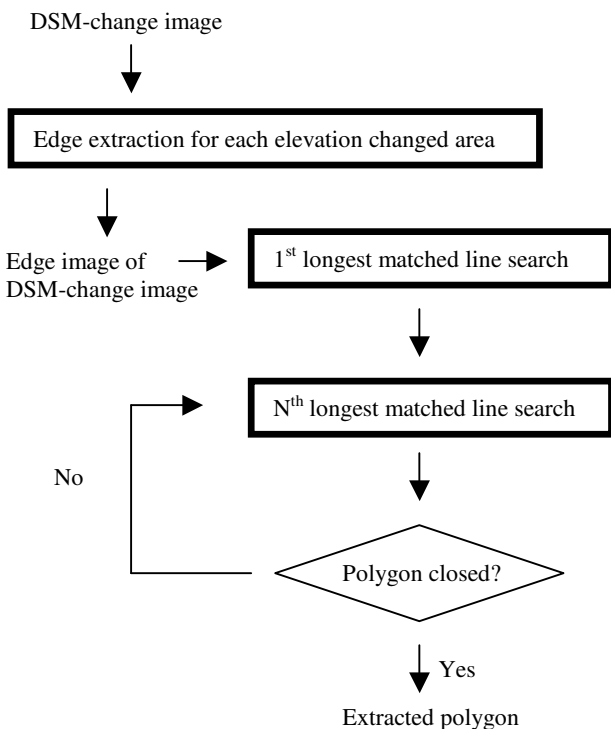 DSM-change image
Edge extraction for each elevation changed area
Edge image of
DSM-change image
1st longest matched line search
Nth longest matched line search
No
Polygon closed?
Yes
Extracted polygon